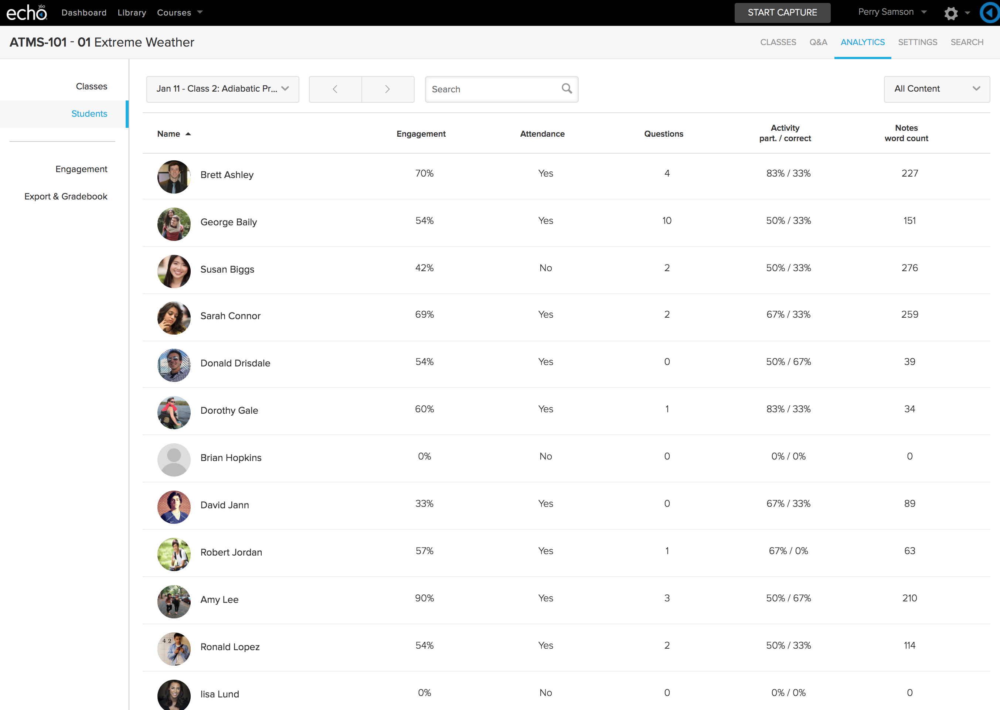 echo 360
Dashboard Library Courses
START CAPTURE
Perry Samson
ATMS-101 - 01 Extreme Weather
CLASSES Q&A ANALYTICS SETTINGS SEARCH
Classes
Students
Engagement
Export & Gradebook
Jan 11 - Class 2: Adiabatic Pr...
Search
All Content
Name Engagement Attendance Questions Activity part. / correct Notes word count
Brett Ashley 70% Yes 4 83% / 33% 227
George Baily 54% Yes 10 50% / 33% 151
Susan Biggs 42% No 2 50% / 33% 276
Sarah Connor 69% Yes 2 67% / 33% 259
Donald Drisdale 54% Yes 0 50% / 67% 39
Dorothy Gale 60% Yes 1 83% / 33% 34
Brian Hopkins 0% No 0 0% / 0% 0
David Jann 33% Yes 0 67% / 33% 89
Robert Jordan 57% Yes 1 67% / 0% 63
Amy Lee 90% Yes 3 50% / 67% 210
42
Ronald Lopez 54% Yes 2 50% / 33% 114
lisa Lund 0% No 0 0% / 0% 0